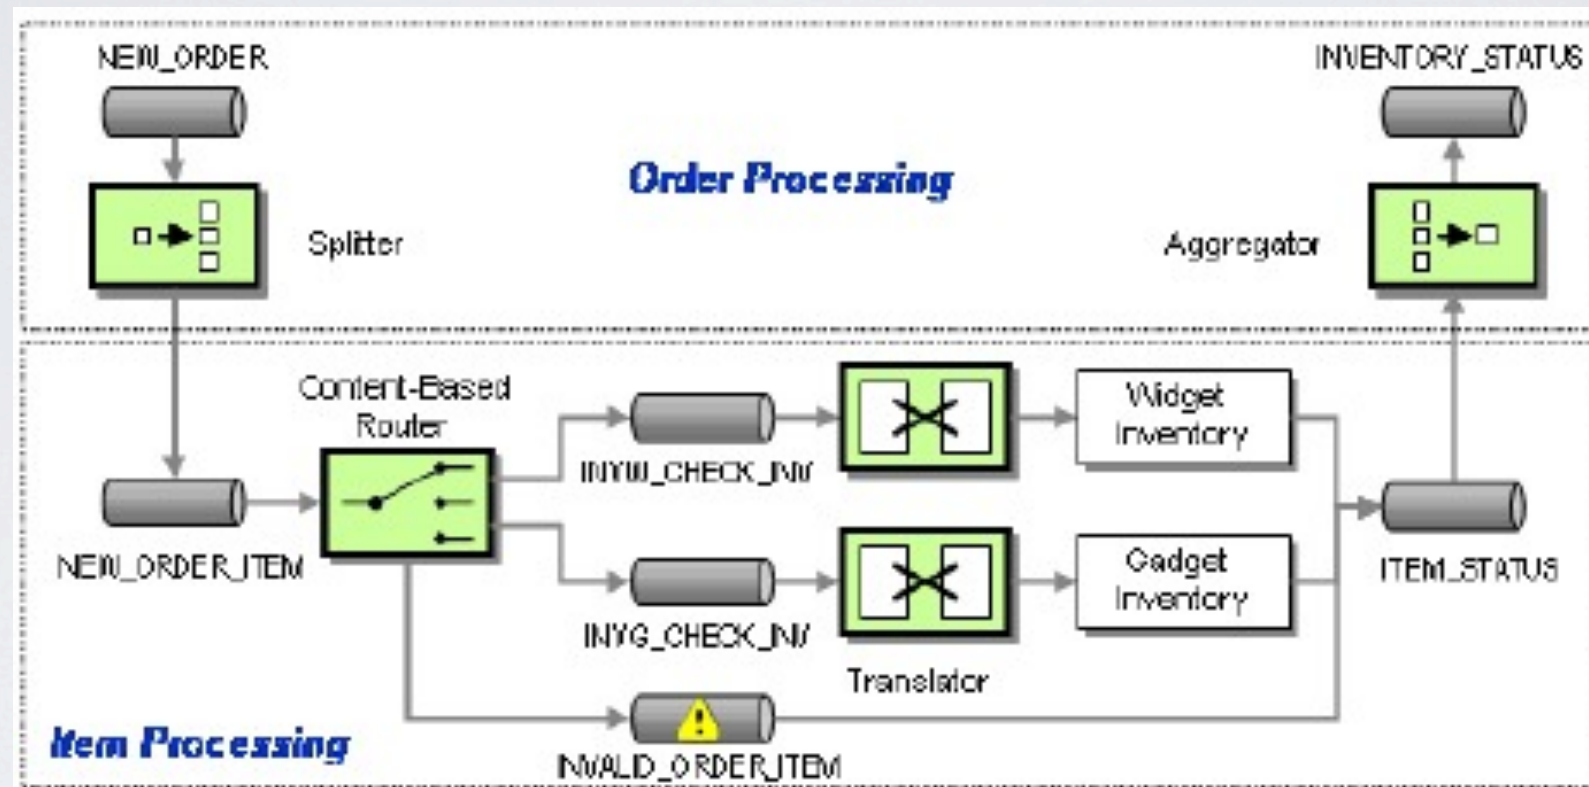 NEW_ORDER
INVENTORY_STATUS
Order Processing
Splitter
Aggregator
Content-Based
Router
Widget
Inventory
INVW_CHECK_INV
NEW_ORDER_ITEM
Gadget
Inventory
ITEM_STATUS
INVG_CHECK_INV
Translator
Item Processing
INVALID_ORDER_ITEM